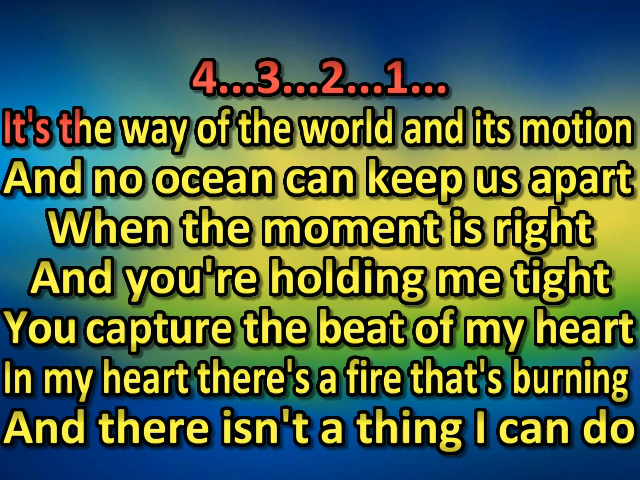 4...3...2...1...
It's the way of the world and its motion
And no ocean can keep us apart
When the moment is right
And you're holding me tight
You capture the beat of my heart
In my heart there's a fire that's burning
And there isn't a thing I can do